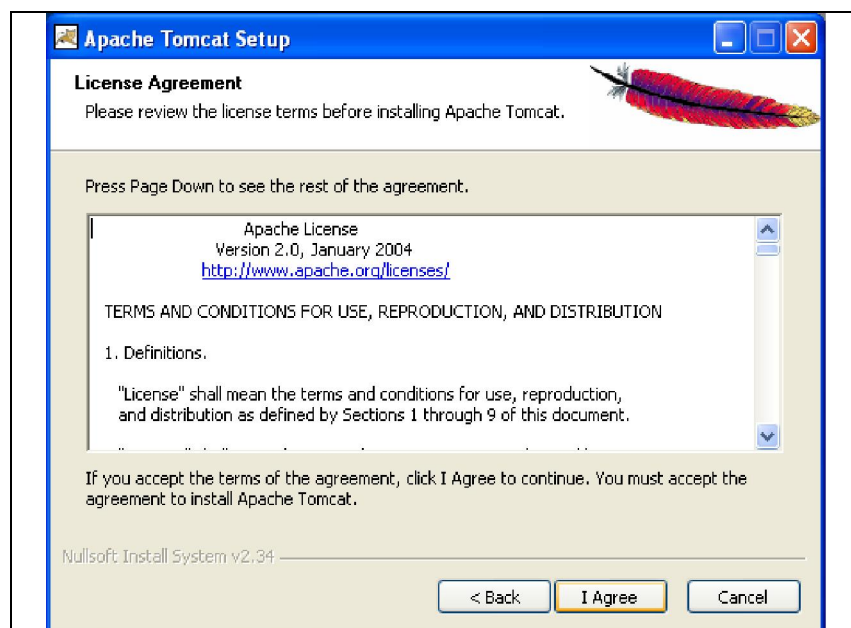 Apache Tomcat Setup
License Agreement
Please review the license terms before installing Apache Tomcat.
Press Page Down to see the rest of the agreement.
Apache License
Version 2.0, January 2004
http://www.apache.org/licenses/
TERMS AND CONDITIONS FOR USE, REPRODUCTION, AND DISTRIBUTION
1. Definitions.
"License" shall mean the terms and conditions for use, reproduction,
and distribution as defined by Sections 1 through 9 of this document.
If you accept the terms of the agreement, click I Agree to continue. You must accept the
agreement to install Apache Tomcat.
Nullsoft Install System v2.34
< Back
I Agree
Cancel